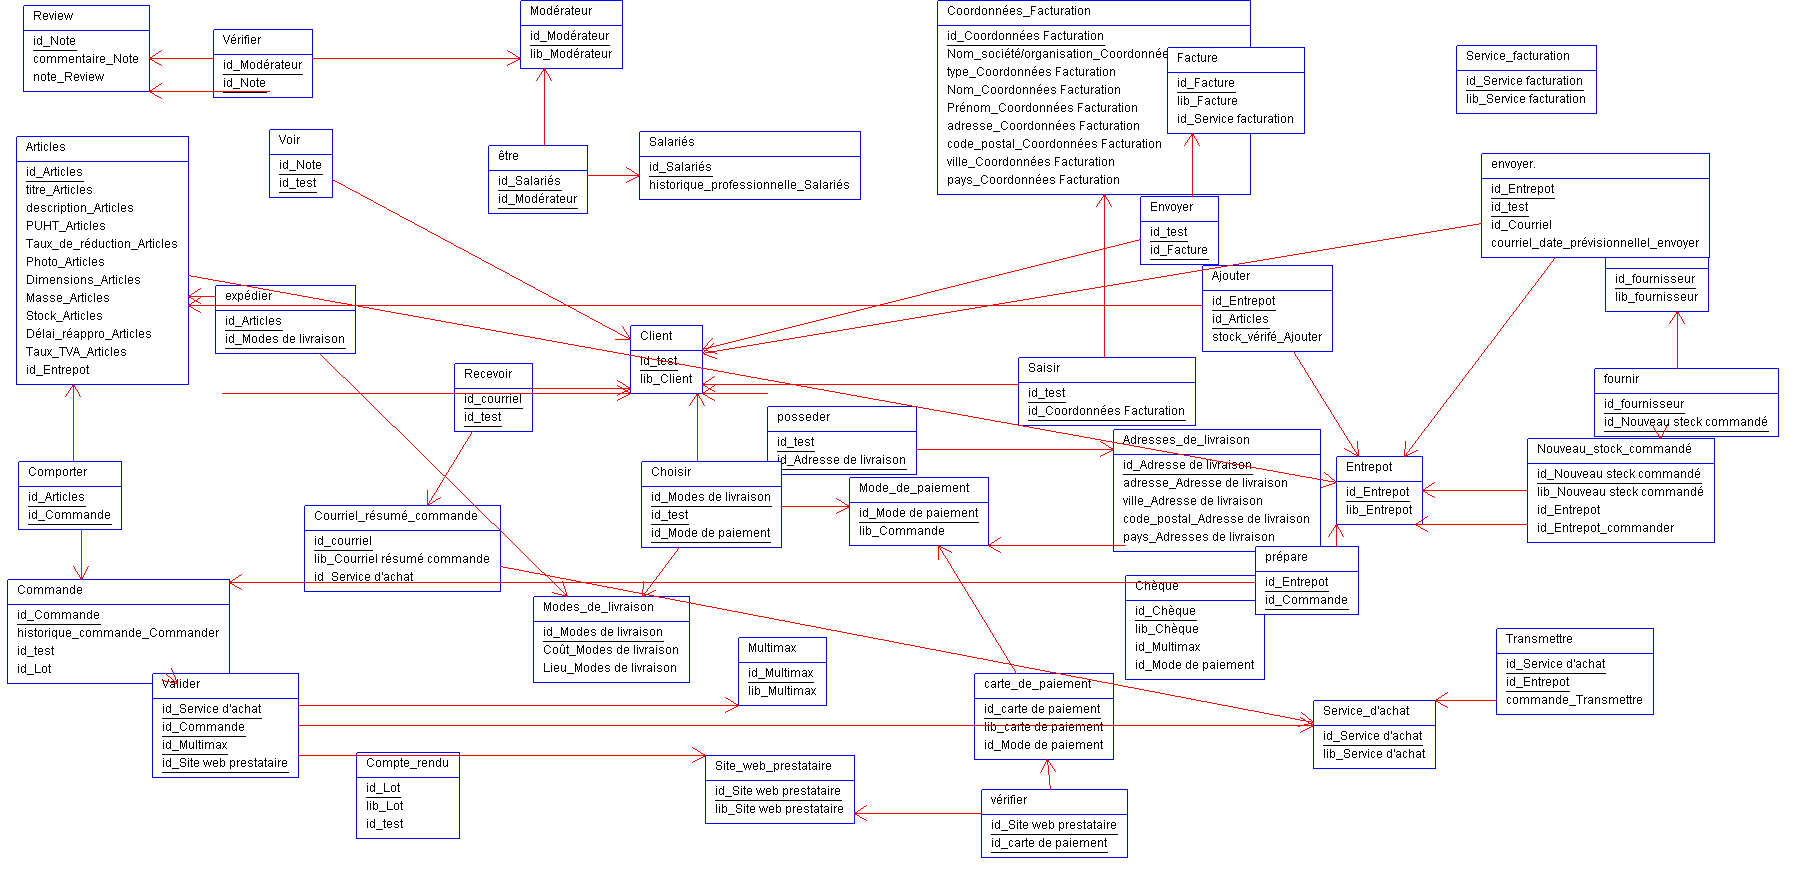 Review
id_Note
commentaire_Note
note_Review
Vérifier
id_Modérateur
id_Note
Modérateur
id_Modérateur
lib_Modérateur
Coordonnées_Facturation
id_Coordonnées Facturation
Nom_société/organisation_Coordonnée
type_Coordonnées Facturation
Nom_Coordonnées Facturation
Prénom_Coordonnées Facturation
adresse_Coordonnées Facturation
code_postal_Coordonnées Facturation
ville_Coordonnées Facturation
pays_Coordonnées Facturation
Facture
id_Facture
lib_Facture
id_Service facturation
Service_facturation
id_Service facturation
lib_Service facturation
Articles
id_Articles
titre_Articles
description_Articles
PUHT_Articles
Taux_de_réduction_Articles
Photo_Articles
Dimensions_Articles
Masse_Articles
Stock_Articles
Délai_réappro_Articles
Taux_TVA_Articles
id_Entrepot
Voir
id_Note
id_test
être
id_Salariés
id_Modérateur
Salariés
id_Salariés
historique_professionnelle_Salariés
Envoyer
id_test
id_Facture
envoyer.
id_Entrepot
id_test
id_Courriel
courriel_date_prévisionnellel_envoyer
id_fournisseur
lib_fournisseur
expédier
id_Articles
id_Modes de livraison
Ajouter
id_Entrepot
id_Articles
stock_vérifé_Ajouter
Client
id_test
lib_Client
Recevoir
id_courriel
id_test
Saisir
id_test
id_Coordonnées Facturation
fournir
id_fournisseur
id_Nouveau steck commandé
posseder
id_test
id_Adresse de livraison
Adresses_de_livraison
id_Adresse de livraison
adresse_Adresse de livraison
ville_Adresse de livraison
code_postal_Adresse de livraison
pays_Adresses de livraison
Entrepot
id_Entrepot
lib_Entrepot
Nouveau_stock_commandé
id_Nouveau steck commandé
lib_Nouveau steck commandé
id_Entrepot
id_Entrepot_commander
Comporter
id_Articles
id_Commande
Choisir
id_Modes de livraison
id_test
id_Mode de paiement
Mode_de_paiement
id_Mode de paiement
lib_Commande
Courriel_résumé_commande
id_courriel
lib_Courriel résumé commande
id_Service d'achat
prépare
id_Entrepot
id_Commande
Commande
id_Commande
historique_commande_Commander
id_test
id_Lot
Modes_de_livraison
id_Modes de livraison
Coût_Modes de livraison
Lieu_Modes de livraison
Chèque
id_Chèque
lib_Chèque
id_Multimax
id_Mode de paiement
Multimax
id_Multimax
lib_Multimax
Transmettre
id_Service d'achat
id_Entrepot
commande_Transmettre
Valider
id_Service d'achat
id_Commande
id_Multimax
id_Site web prestataire
carte_de_paiement
id_carte de paiement
lib_carte de paiement
id_Mode de paiement
Service_d'achat
id_Service d'achat
lib_Service d'achat
Compte_rendu
id_Lot
lib_Lot
id_test
Site_web_prestataire
id_Site web prestataire
lib_Site web prestataire
vérifier
id_Site web prestataire
id_carte de paiement